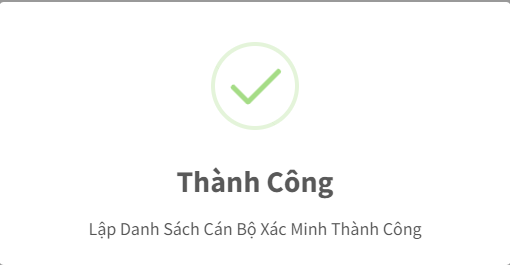 Thành Công
Lập Danh Sách Cán Bộ Xác Minh Thành Công